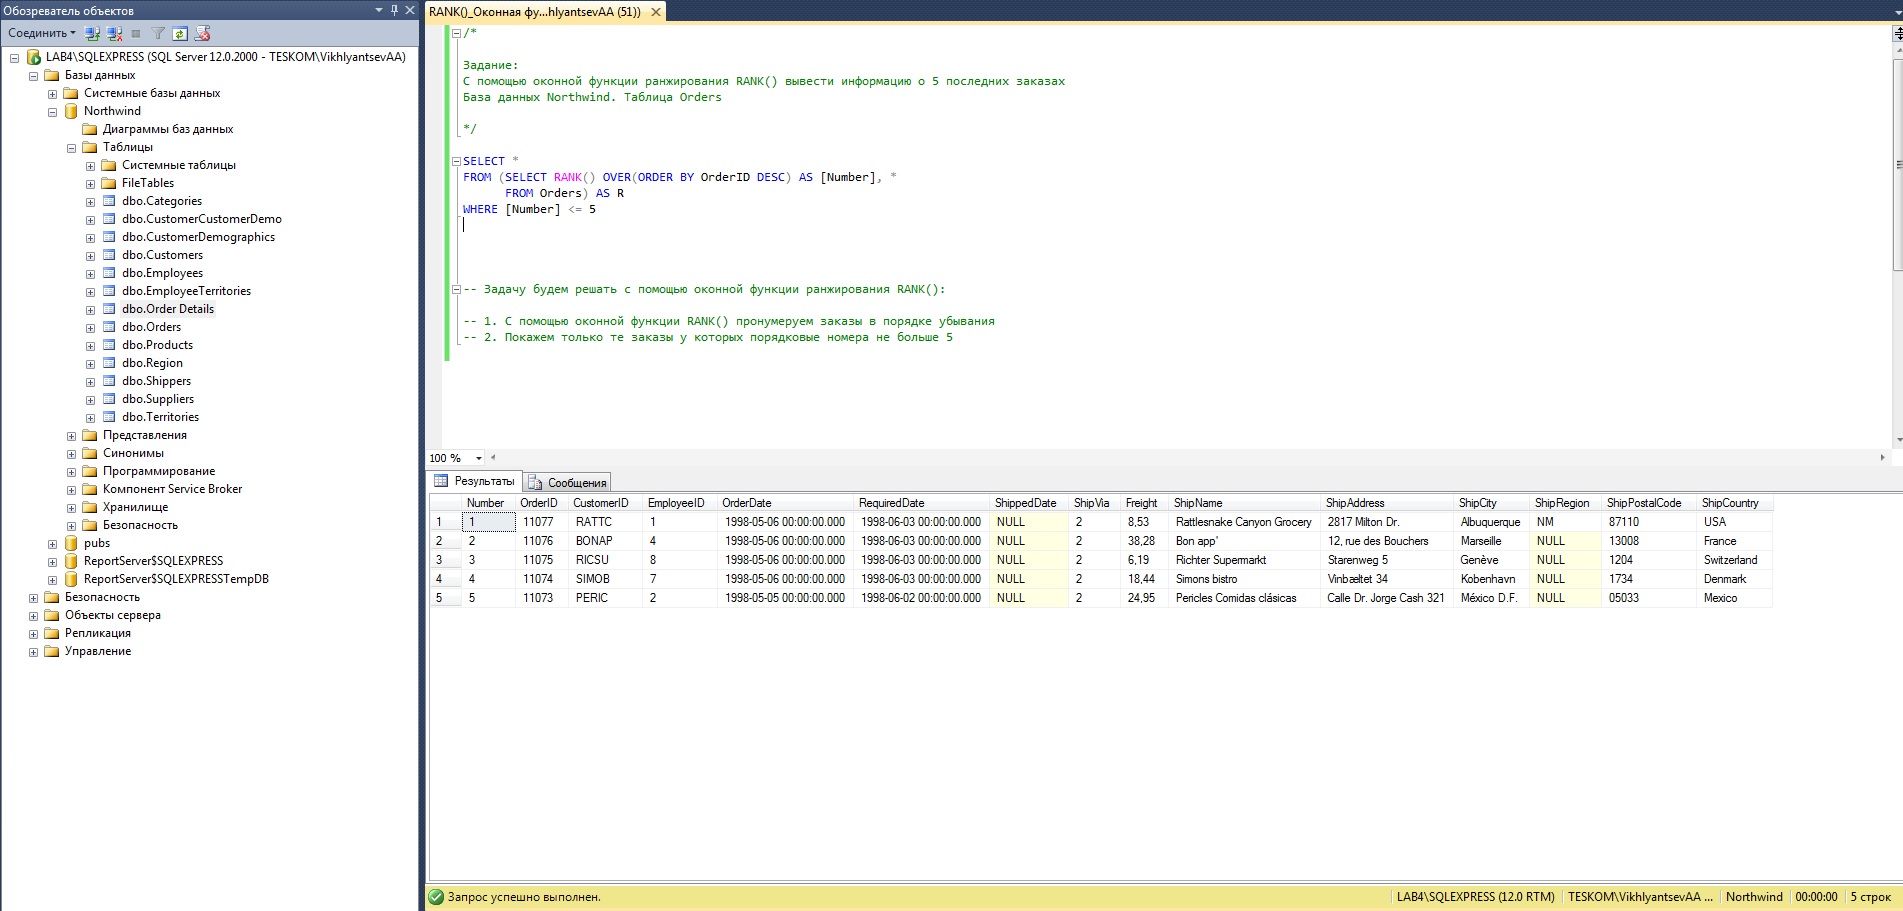 Обозреватель объектов
Соединить
LAB4\SQLEXPRESS (SQL Server 12.0.2000 - TESKOM\VikhlyantsevAA)
Базы данных
Системные базы данных
Northwind
Диаграммы баз данных
Таблицы
Системные таблицы
FileTables
dbo.Categories
dbo.CustomerCustomerDemo
dbo.CustomerDemographics
dbo.Customers
dbo.Employees
dbo.EmployeeTerritories
dbo.Order Details
dbo.Orders
dbo.Products
dbo.Region
dbo.Shippers
dbo.Suppliers
dbo.Territories
Представления
Синонимы
Программирование
Компонент Service Broker
Хранилище
Безопасность
pubs
ReportServer$SQLEXPRESS
ReportServer$SQLEXPRESSTempDB
Безопасность
Объекты сервера
Репликация
Управление
RANK()_Оконная фу...hlyantsevAA (51))
/*
Задание:
С помощью оконной функции ранжирования RANK() вывести информацию о 5 последних заказах
База данных Northwind. Таблица Orders
*/
SELECT *
FROM (SELECT RANK() OVER(ORDER BY OrderID DESC) AS [Number], *
FROM Orders) AS R
WHERE [Number] <= 5
-- Задачу будем решать с помощью оконной функции ранжирования RANK():
-- 1. С помощью оконной функции RANK() пронумеруем заказы в порядке убывания
-- 2. Покажем только те заказы у которых порядковые номера не больше 5
100 %
Результаты Сообщения
Number OrderID CustomerID EmployeeID OrderDate RequiredDate ShippedDate ShipVia Freight ShipName ShipAddress ShipCity ShipRegion ShipPostalCode ShipCountry
1 1 11077 RATTC 1 1998-05-06 00:00:00.000 1998-06-03 00:00:00.000 NULL 2 8,53 Rattlesnake Canyon Grocery 2817 Milton Dr. Albuquerque NM 87110 USA
2 2 11076 BONAP 4 1998-05-06 00:00:00.000 1998-06-03 00:00:00.000 NULL 2 38,28 Bon app' 12, rue des Bouchers Marseille NULL 13008 France
3 3 11075 RICSU 8 1998-05-06 00:00:00.000 1998-06-03 00:00:00.000 NULL 2 6,19 Richter Supermarkt Starenweg 5 Genève NULL 1204 Switzerland
4 4 11074 SIMOB 7 1998-05-06 00:00:00.000 1998-06-03 00:00:00.000 NULL 2 18,44 Simons bistro Vinbæltet 34 Kobenhavn NULL 1734 Denmark
5 5 11073 PERIC 2 1998-05-05 00:00:00.000 1998-06-02 00:00:00.000 NULL 2 24,95 Pericles Comidas clásicas Calle Dr. Jorge Cash 321 México D.F. NULL 05033 Mexico
Запрос успешно выполнен. LAB4\SQLEXPRESS (12.0 RTM) TESKOM\VikhlyantsevAA ... Northwind 00:00:00 5 строк